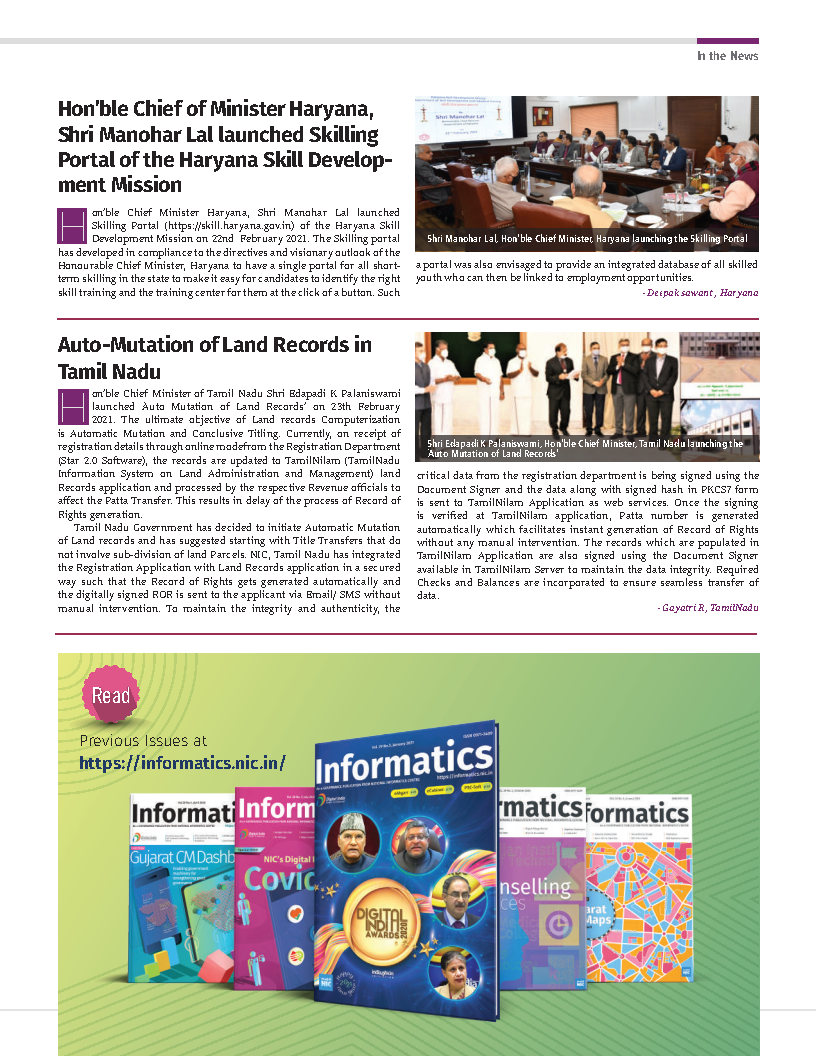 In the News
Hon'ble Chief of Minister Haryana,
Shri Manohar Lal launched Skilling
Portal of the Haryana Skill Develop-
ment Mission
Hon'ble Chief Minister Haryana, Shri Manohar Lal launched
Skilling Portal (https://skill.haryana.gov.in) of the Haryana Skill
Development Mission on 22nd February 2021. The Skilling portal
has developed in compliance to the directives and visionary outlook of the
Honourable Chief Minister, Haryana to have a single portal for all short-
term skilling in the state to make it easy for candidates to identify the right
skill training and the training center for them at the click of a button. Such
Shri Manohar Lal
Shri Manohar Lal, Hon'ble Chief Minister, Haryana launching the Skilling Portal
a portal was also envisaged to provide an integrated database of all skilled
youth who can then be linked to employment opportunities.
- Deepak sawant , Haryana
Auto-Mutation of Land Records in
Tamil Nadu
Hon'ble Chief Minister of Tamil Nadu Shri Edapadi K Palaniswami
launched Auto Mutation of Land Records' on 23th February
2021. The ultimate objective of Land records Computerization
is Automatic Mutation and Conclusive Titling. Currently, on receipt of
registration details through online modefrom the Registration Department
(Star 2.0 Software), the records are updated to TamilNilam (TamilNadu
Information System on Land Administration and Management) land
Records application and processed by the respective Revenue officials to
affect the Patta Transfer. This results in delay of the process of Record of
Rights generation.
Tamil Nadu Government has decided to initiate Automatic Mutation
of Land records and has suggested starting with Title Transfers that do
not involve sub-division of land Parcels. NIC, Tamil Nadu has integrated
the Registration Application with Land Records application in a secured
way such that the Record of Rights gets generated automatically and
the digitally signed ROR is sent to the applicant via Email/ SMS without
manual intervention. To maintain the integrity and authenticity, the
Shri Edapadi K Palaniswami, Hon'ble Chief Minister, Tamil Nadu launching the
'Auto Mutation of Land Records'
critical data from the registration department is being signed using the
Document Signer and the data along with signed hash in PKCS7 form
is sent to TamilNilam Application as web services. Once the signing
is verified at TamilNilam application, Patta number is generated
automatically which facilitates instant generation of Record of Rights
without any manual intervention. The records which are populated in
TamilNilam Application are also signed using the Document Signer
available in TamilNilam Server to maintain the data integrity. Required
Checks and Balances are incorporated to ensure seamless transfer of
data.
- Gayatri R, TamilNadu
Read
Previous Issues at
https://informatics.nic.in/
Informatics
https://informatics.nic.in
DIGITAL
INDIA
AWARDS
2020
Inform
Gujarat CM Dashb
Inform
NIC's Digital
Covid
rmatics
nselling
ces
formatics
arat
Maps
NIC